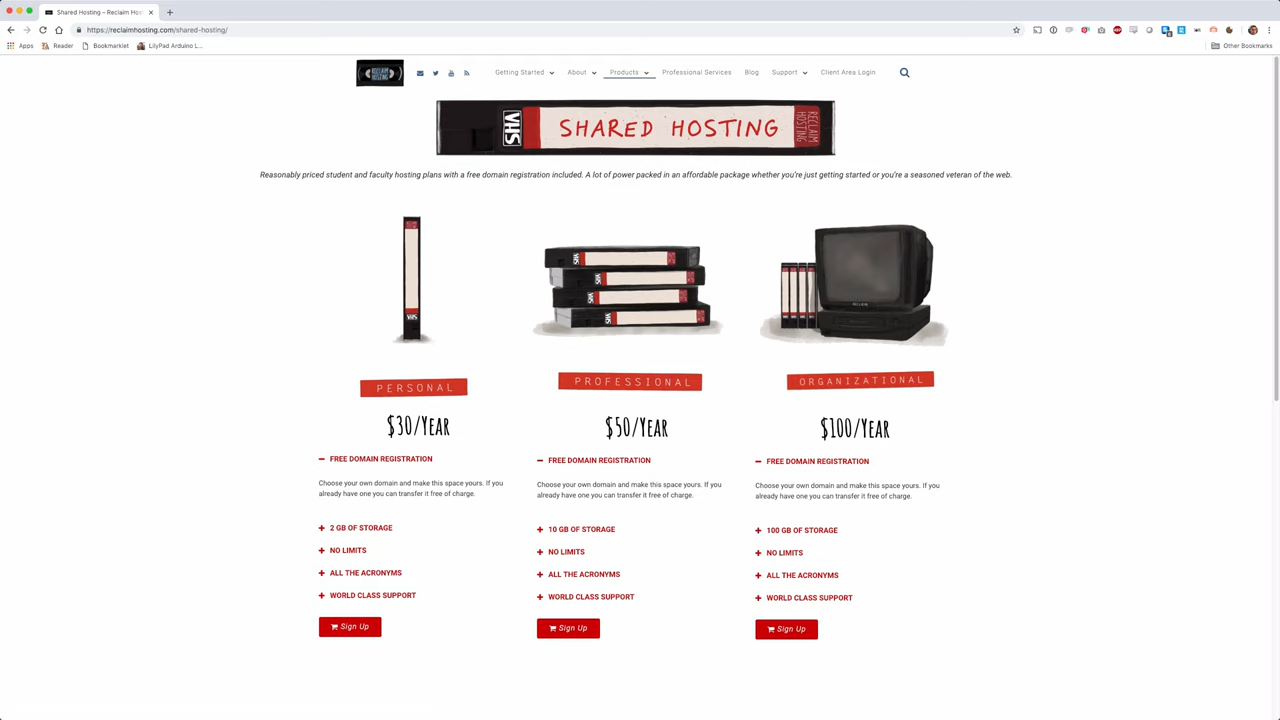 Shared Hosting – Reclaim Hos
https://reclaimhosting.com/shared-hosting/
Apps Reader Bookmarklet LilyPad Arduino L... Other Bookmarks
RECLAIM HOSTING
Getting Started About Products Professional Services Blog Support Client Area Login
VHS SHARED HOSTING RECLAIM HOSTING
Reasonably priced student and faculty hosting plans with a free domain registration included. A lot of power packed in an affordable package whether you're just getting started or you're a seasoned veteran of the web.
VHS
VHS
VHS
VHS
VHS
PERSONAL
PROFESSIONAL
ORGANIZATIONAL
$30/YEAR
$50/YEAR
$100/YEAR
FREE DOMAIN REGISTRATION
Choose your own domain and make this space yours. If you
already have one you can transfer it free of charge.
2 GB OF STORAGE
NO LIMITS
ALL THE ACRONYMS
WORLD CLASS SUPPORT
Sign Up
FREE DOMAIN REGISTRATION
Choose your own domain and make this space yours. If you
already have one you can transfer it free of charge.
10 GB OF STORAGE
NO LIMITS
ALL THE ACRONYMS
WORLD CLASS SUPPORT
Sign Up
FREE DOMAIN REGISTRATION
Choose your own domain and make this space yours. If you
already have one you can transfer it free of charge.
100 GB OF STORAGE
NO LIMITS
ALL THE ACRONYMS
WORLD CLASS SUPPORT
Sign Up